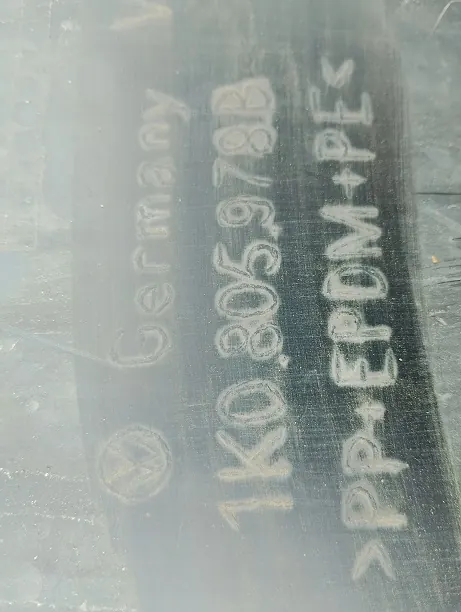 Germany
1K0.805.978B
>PP+EPDM+PE<